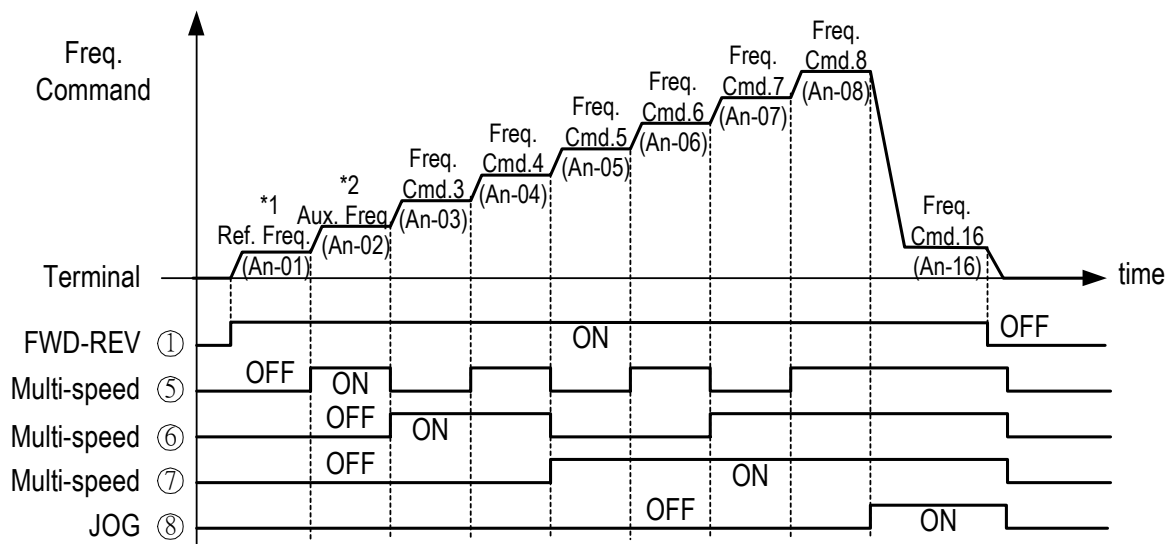 Freq.
Command
*1
Ref. Freq.
(An-01)
*2
Aux. Freq.
(An-02)
Freq.
Cmd.3
(An-03)
Freq.
Cmd.4
(An-04)
Freq.
Cmd.5
(An-05)
Freq.
Cmd.6
(An-06)
Freq.
Cmd.7
(An-07)
Freq.
Cmd.8
(An-08)
Freq.
Cmd.16
(An-16)
Terminal
time
FWD-REV ① ON OFF
Multi-speed ⑤ OFF ON
Multi-speed ⑥ OFF ON
Multi-speed ⑦ OFF ON
JOG ⑧ OFF ON